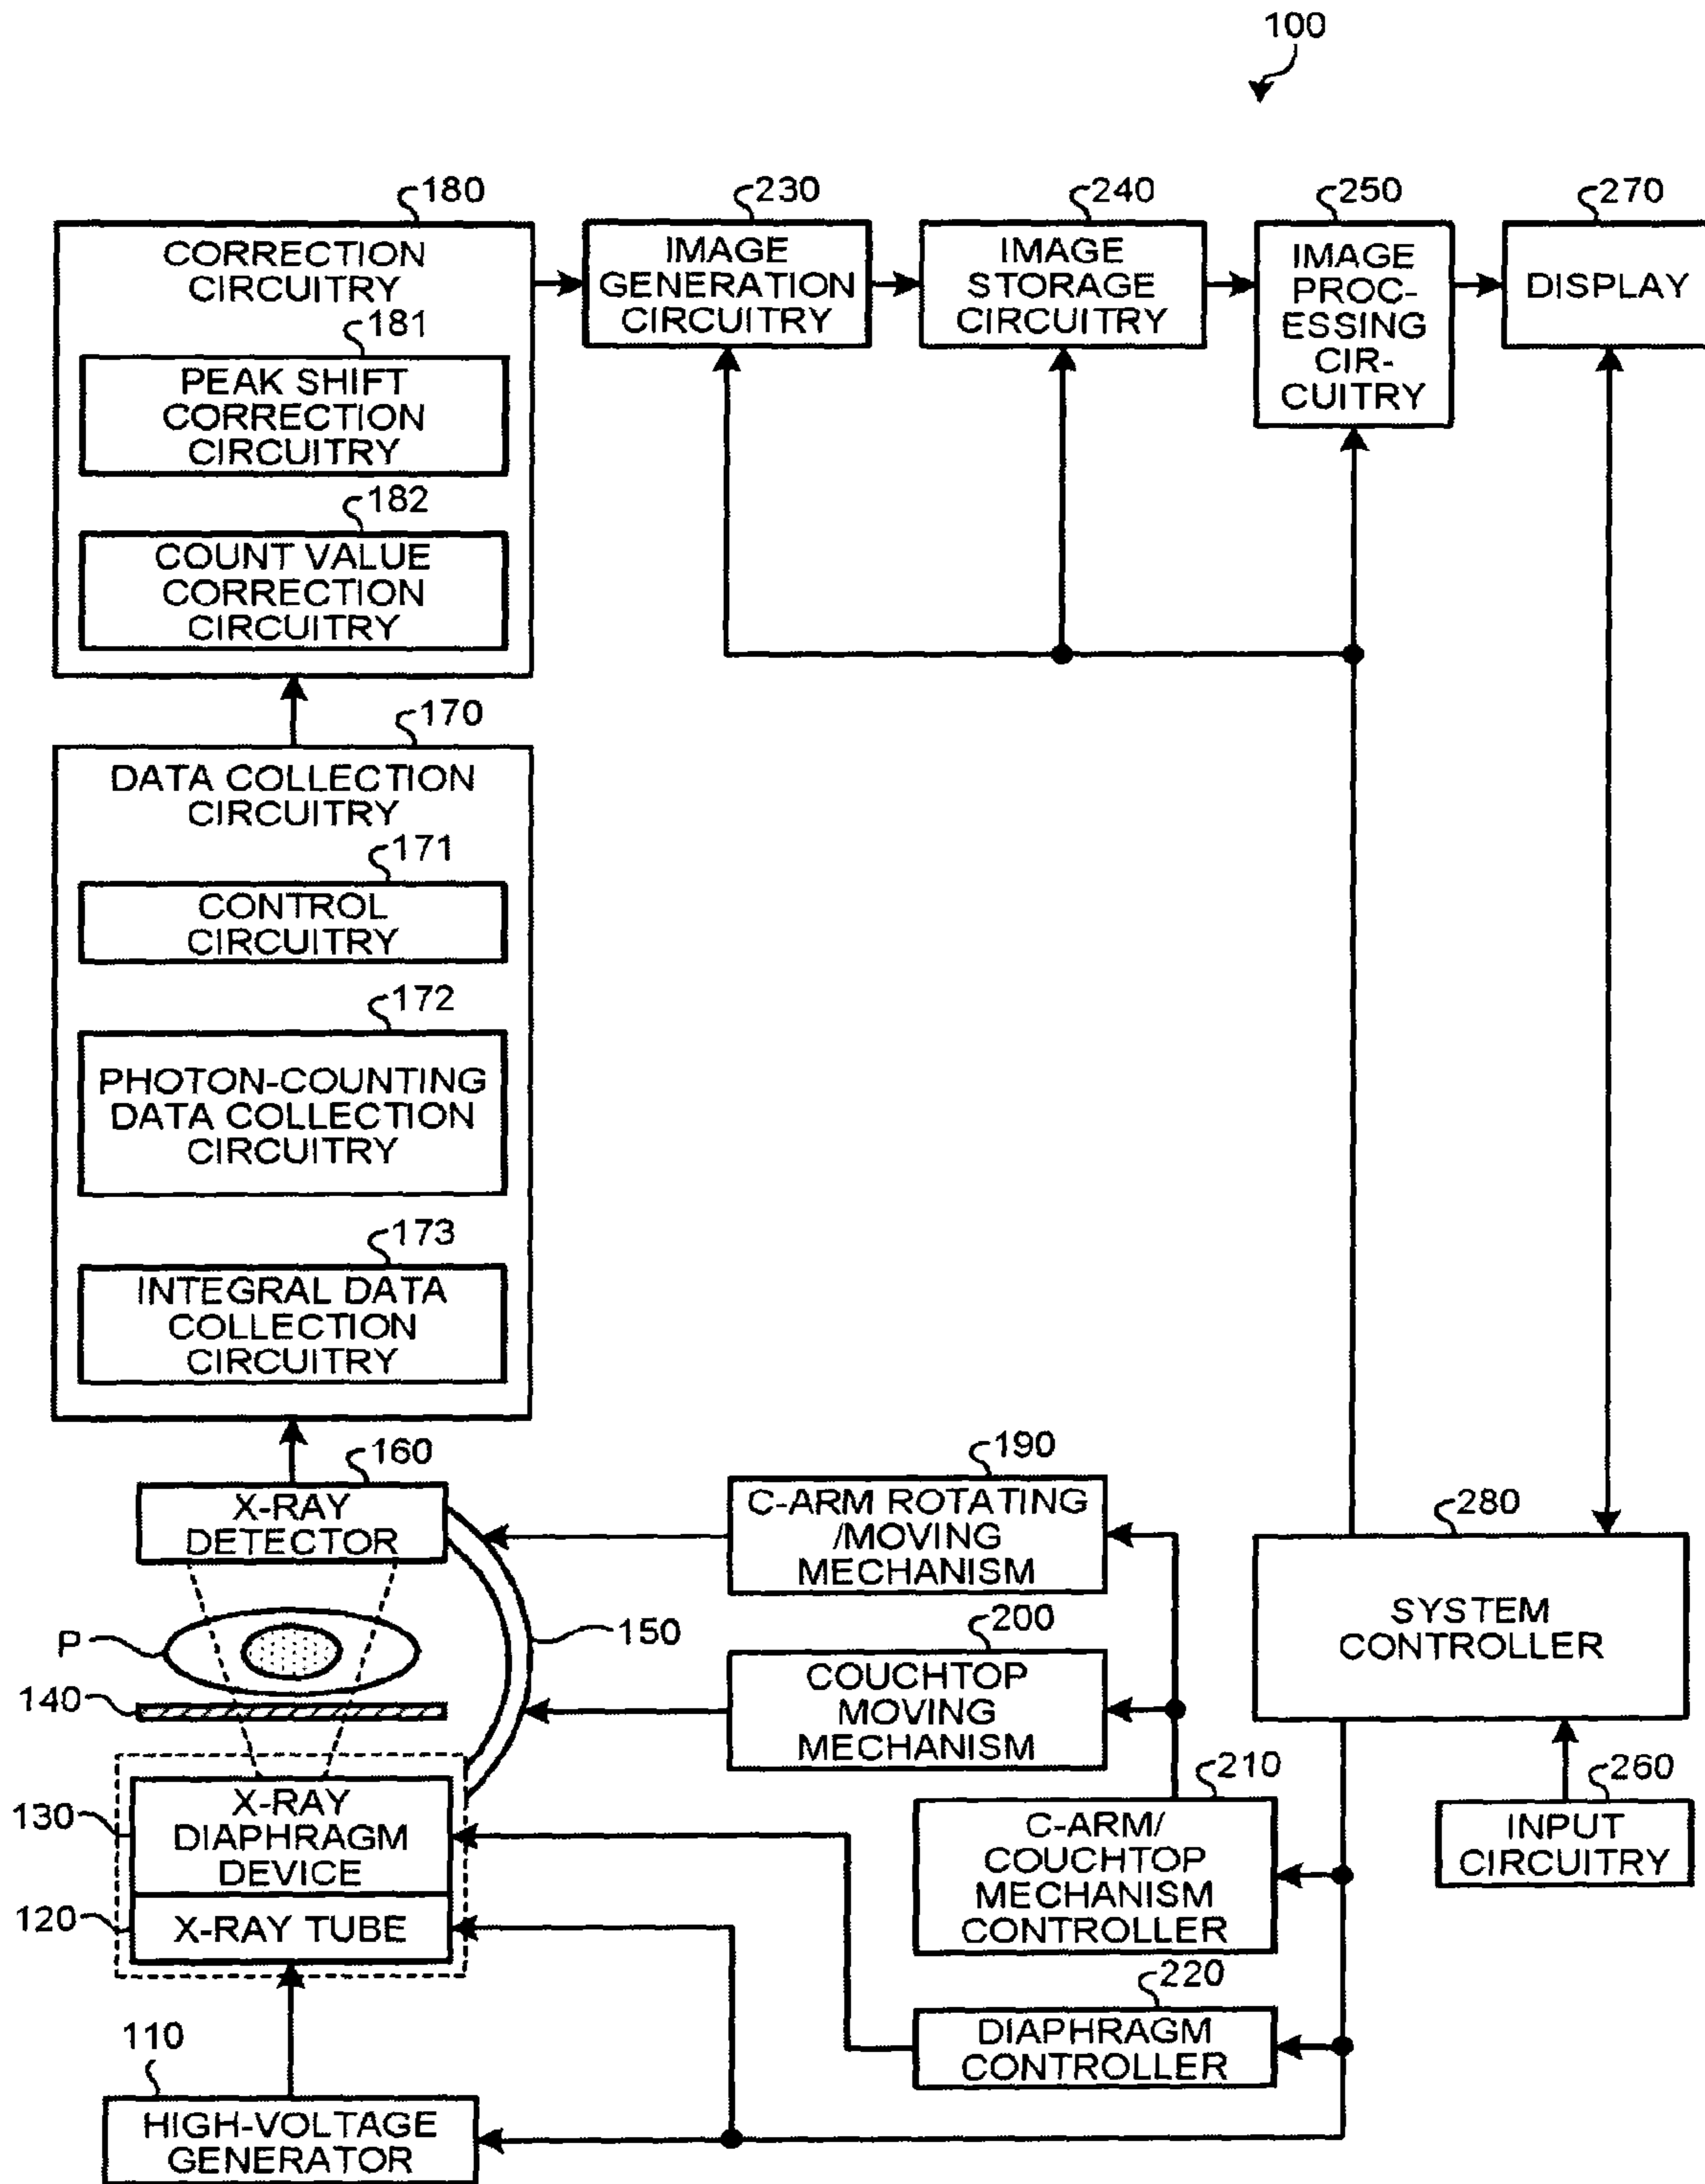 100
180
CORRECTION
CIRCUITRY
181
PEAK SHIFT
CORRECTION
CIRCUITRY
182
COUNT VALUE
CORRECTION
CIRCUITRY
230
IMAGE
GENERATION
CIRCUITRY
240
IMAGE
STORAGE
CIRCUITRY
250
IMAGE
PROC-
ESSING
CIR-
CUITRY
270
DISPLAY
170
DATA COLLECTION
CIRCUITRY
171
CONTROL
CIRCUITRY
172
PHOTON-COUNTING
DATA COLLECTION
CIRCUITRY
173
INTEGRAL DATA
COLLECTION
CIRCUITRY
160
X-RAY
DETECTOR
190
C-ARM ROTATING
/MOVING
MECHANISM
280
SYSTEM
CONTROLLER
P
150
200
COUCHTOP
MOVING
MECHANISM
140
210
C-ARM/
COUCHTOP
MECHANISM
CONTROLLER
260
INPUT
CIRCUITRY
130
X-RAY
DIAPHRAGM
DEVICE
120
X-RAY TUBE
220
DIAPHRAGM
CONTROLLER
110
HIGH-VOLTAGE
GENERATOR